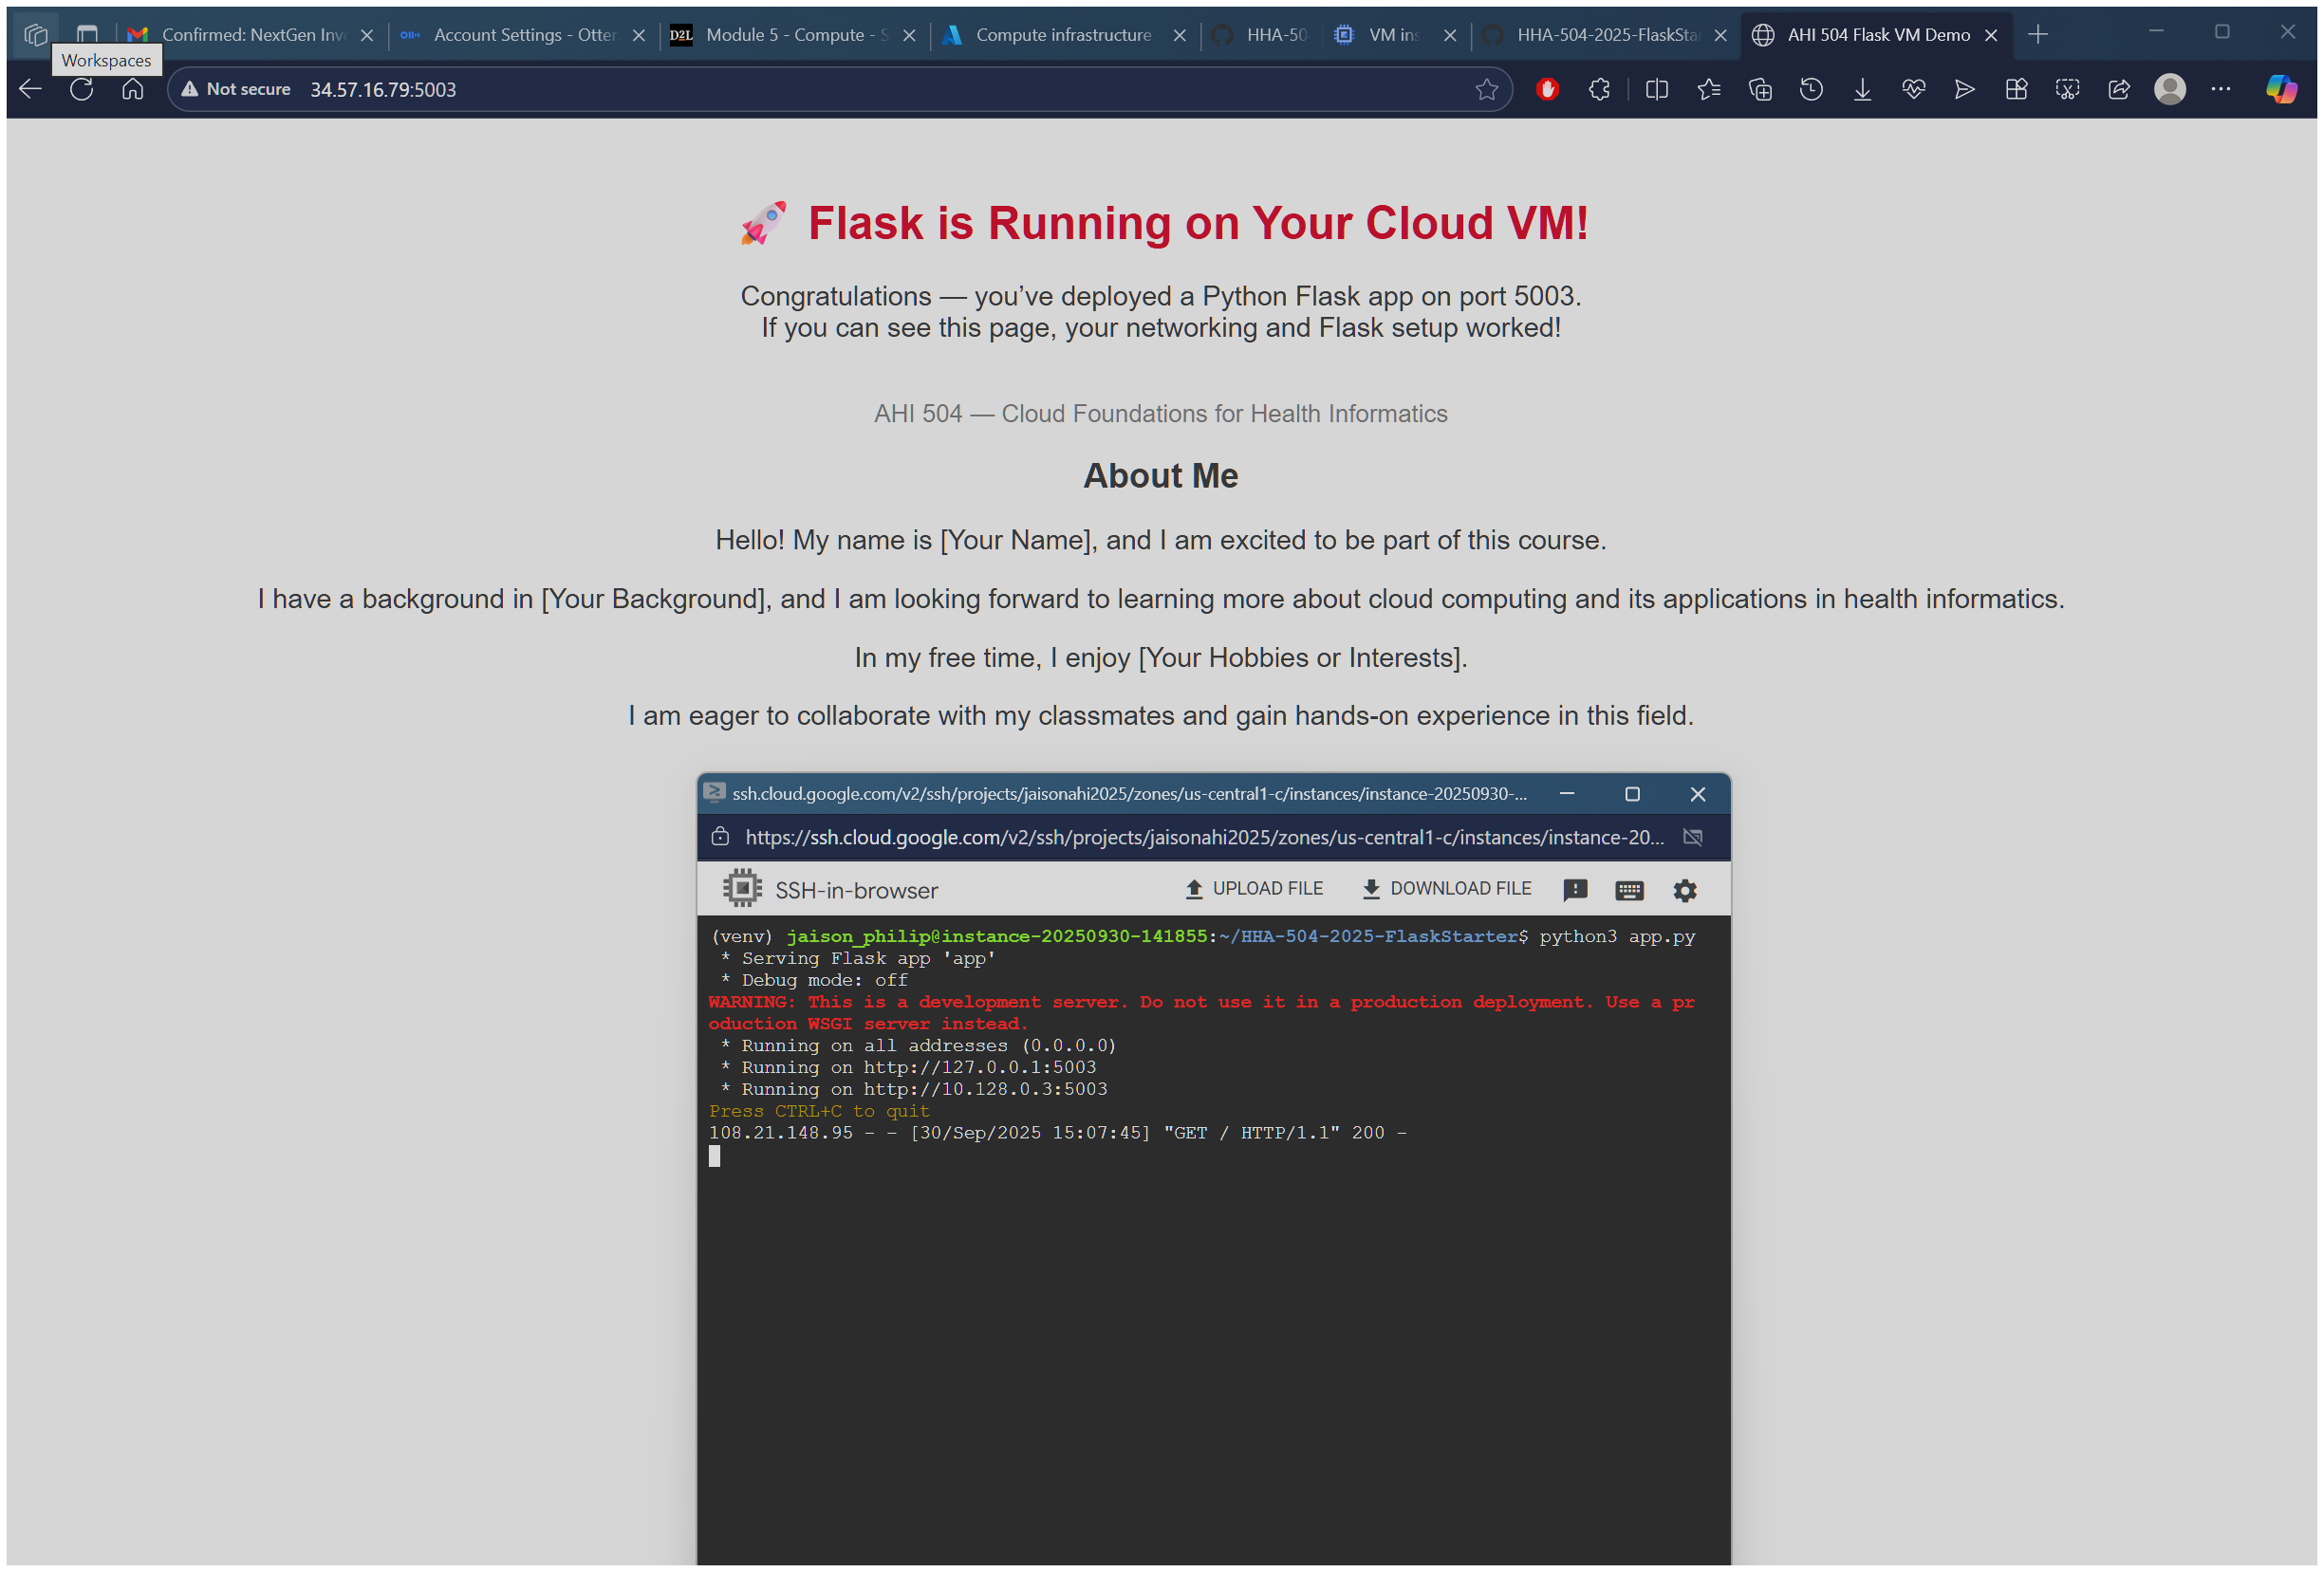 Confirmed: NextGen Inv
Account Settings - Otter
D2L
Module 5 - Compute - S
Compute infrastructure
HHA-50
VM ins
HHA-504-2025-FlaskSta
AHI 504 Flask VM Demo
Workspaces
Not secure
34.57.16.79:5003
🚀 Flask is Running on Your Cloud VM!
Congratulations — you’ve deployed a Python Flask app on port 5003.
If you can see this page, your networking and Flask setup worked!
AHI 504 — Cloud Foundations for Health Informatics
About Me
Hello! My name is [Your Name], and I am excited to be part of this course.
I have a background in [Your Background], and I am looking forward to learning more about cloud computing and its applications in health informatics.
In my free time, I enjoy [Your Hobbies or Interests].
I am eager to collaborate with my classmates and gain hands-on experience in this field.
ssh.cloud.google.com/v2/ssh/projects/jaisonahi2025/zones/us-central1-c/instances/instance-20250930-...
https://ssh.cloud.google.com/v2/ssh/projects/jaisonahi2025/zones/us-central1-c/instances/instance-20...
SSH-in-browser
UPLOAD FILE
DOWNLOAD FILE
(venv) jaison_philip@instance-20250930-141855:~/HHA-504-2025-FlaskStarter$ python3 app.py
* Serving Flask app 'app'
* Debug mode: off
WARNING: This is a development server. Do not use it in a production deployment. Use a pr
oduction WSGI server instead.
* Running on all addresses (0.0.0.0)
* Running on http://127.0.0.1:5003
* Running on http://10.128.0.3:5003
Press CTRL+C to quit
108.21.148.95 - - [30/Sep/2025 15:07:45] "GET / HTTP/1.1" 200 -